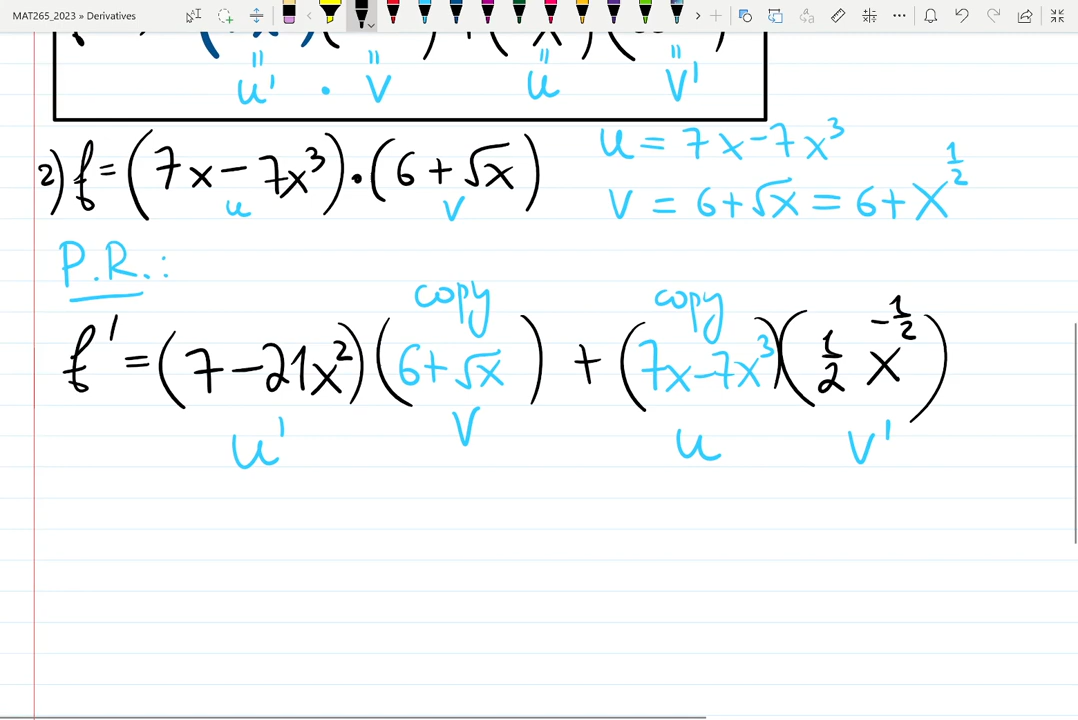 MAT265_2023 » Derivatives
u' · v u v'
2) f = (7x - 7x³) · (6 + √x) u = 7x - 7x³
u v v = 6 + √x = 6 + x^(1/2)
P.R.:
copy copy
f' = (7 - 21x²)(6 + √x) + (7x - 7x³)(1/2 x^(-1/2))
u' v u v'